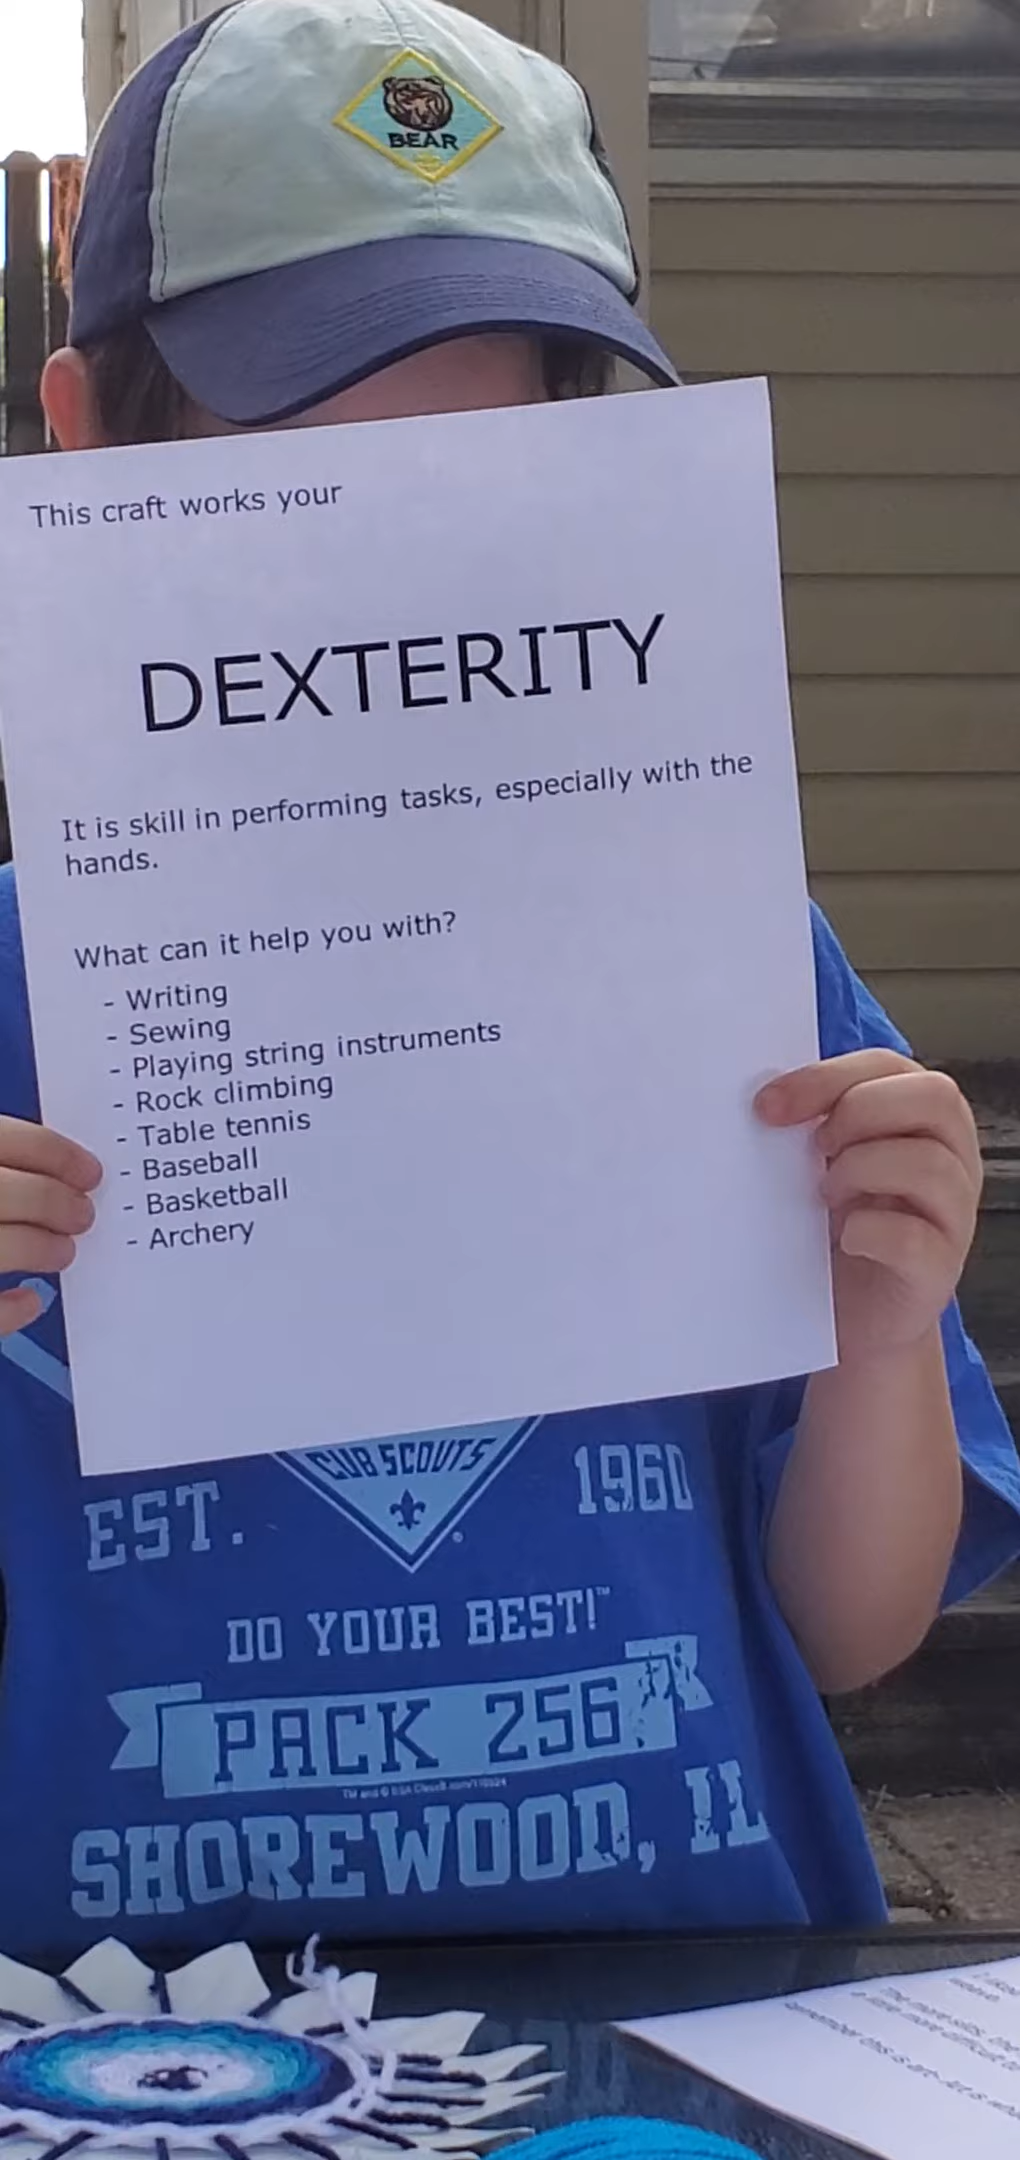 BEAR
This craft works your
DEXTERITY
It is skill in performing tasks, especially with the
hands.
What can it help you with?
- Writing
- Sewing
- Playing string instruments
- Rock climbing
- Table tennis
- Baseball
- Basketball
- Archery
CUB SCOUTS
EST. 1960
DO YOUR BEST!™
PACK 256
SHOREWOOD, IL